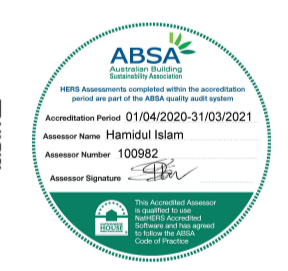 ABSA
Australian Building
Sustainability Association
HERS Assessments completed within the accreditation
period are part of the ABSA quality audit system
Accreditation Period 01/04/2020-31/03/2021
Assessor Name Hamidul Islam
Assessor Number 100982
Assessor Signature
HOUSE
This Accredited Assessor
is qualified to use
NatHERS Accredited
Software and has agreed
to follow the ABSA
Code of Practice